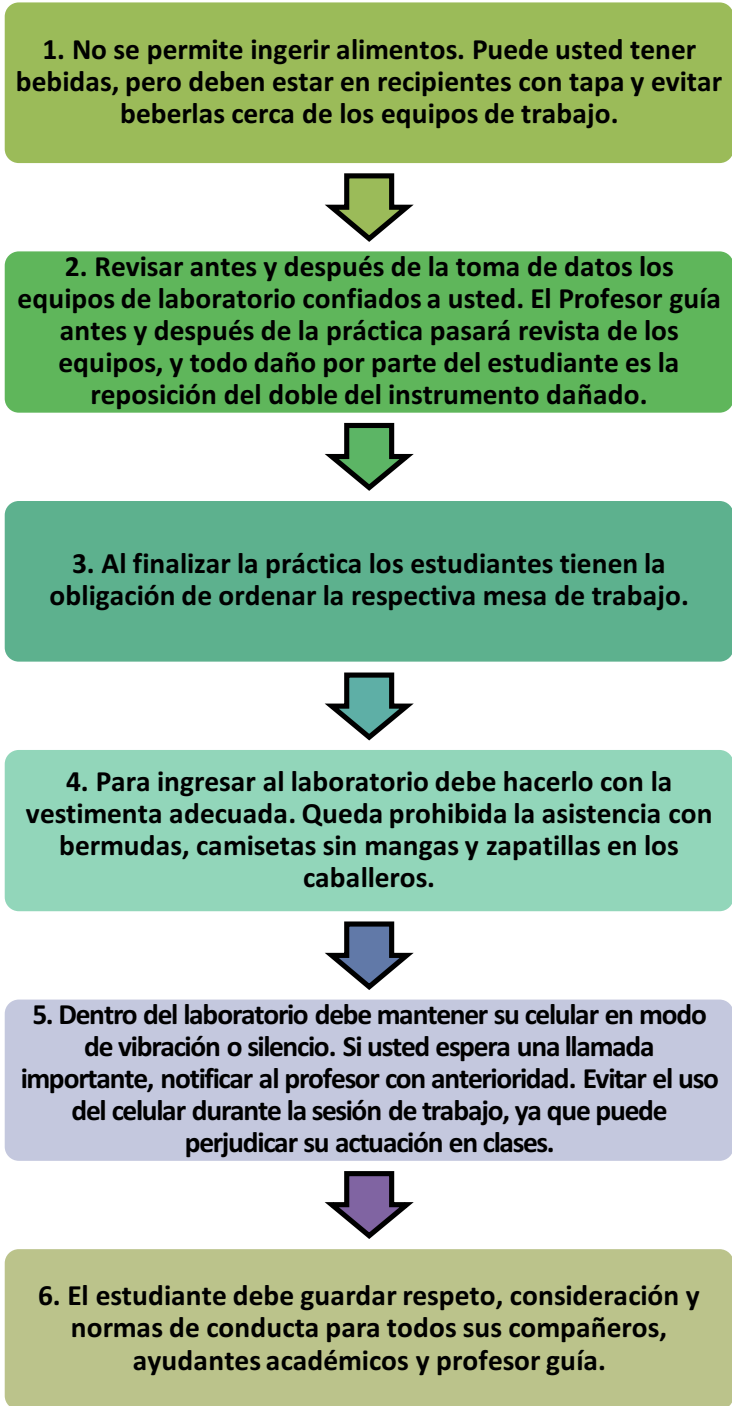 1. No se permite ingerir alimentos. Puede usted tener
bebidas, pero deben estar en recipientes con tapa y evitar
beberlas cerca de los equipos de trabajo.
2. Revisar antes y después de la toma de datos los
equipos de laboratorio confiados a usted. El Profesor guía
antes y después de la práctica pasará revista de los
equipos, y todo daño por parte del estudiante es la
reposición del doble del instrumento dañado.
3. Al finalizar la práctica los estudiantes tienen la
obligación de ordenar la respectiva mesa de trabajo.
4. Para ingresar al laboratorio debe hacerlo con la
vestimenta adecuada. Queda prohibida la asistencia con
bermudas, camisetas sin mangas y zapatillas en los
caballeros.
5. Dentro del laboratorio debe mantener su celular en modo
de vibración o silencio. Si usted espera una llamada
importante, notificar al profesor con anterioridad. Evitar el uso
del celular durante la sesión de trabajo, ya que puede
perjudicar su actuación en clases.
6. El estudiante debe guardar respeto, consideración y
normas de conducta para todos sus compañeros,
ayudantes académicos y profesor guía.